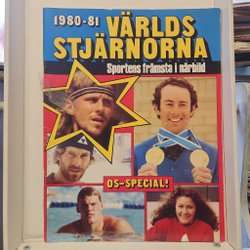 1980-81 VÄRLDS
STJÄRNORNA
Sportens främsta i närbild
OS-SPECIAL!